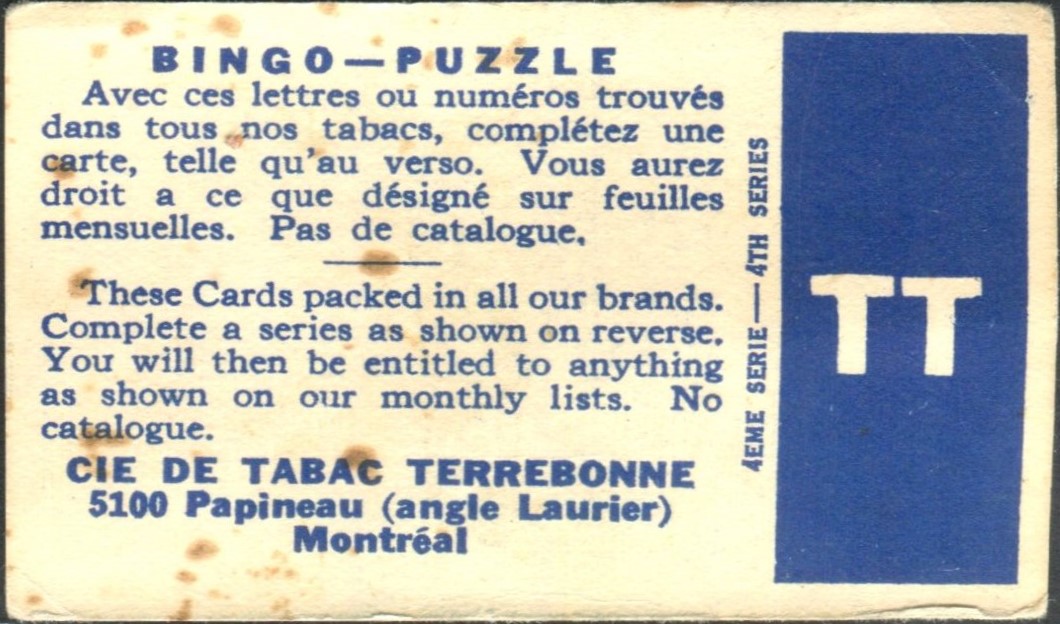 BINGO—PUZZLE
Avec ces lettres ou numéros trouvés
dans tous nos tabacs, complétez une
carte, telle qu'au verso. Vous aurez
droit a ce que désigné sur feuilles
mensuelles. Pas de catalogue.
These Cards packed in all our brands.
Complete a series as shown on reverse.
You will then be entitled to anything
as shown on our monthly lists. No
catalogue.
CIE DE TABAC TERREBONNE
5100 Papineau (angle Laurier)
Montréal
4EME SERIE—4TH SERIES
TT